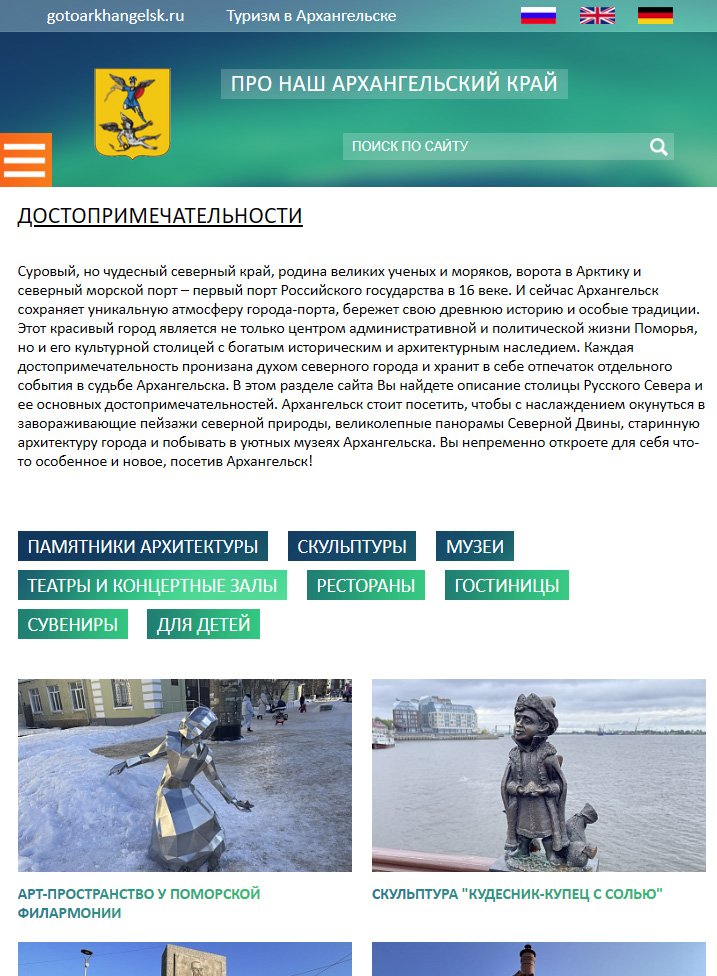 gotoarkhangelsk.ru Туризм в Архангельске
ПРО НАШ АРХАНГЕЛЬСКИЙ КРАЙ
ПОИСК ПО САЙТУ
ДОСТОПРИМЕЧАТЕЛЬНОСТИ
Суровый, но чудесный северный край, родина великих ученых и моряков, ворота в Арктику и
северный морской порт – первый порт Российского государства в 16 веке. И сейчас Архангельск
сохраняет уникальную атмосферу города-порта, бережет свою древнюю историю и особые традиции.
Этот красивый город является не только центром административной и политической жизни Поморья,
но и его культурной столицей с богатым историческим и архитектурным наследием. Каждая
достопримечательность пронизана духом северного города и хранит в себе отпечаток отдельного
события в судьбе Архангельска. В этом разделе сайта Вы найдете описание столицы Русского Севера и
ее основных достопримечательностей. Архангельск стоит посетить, чтобы с наслаждением окунуться в
завораживающие пейзажи северной природы, великолепные панорамы Северной Двины, старинную
архитектуру города и побывать в уютных музеях Архангельска. Вы непременно откроете для себя что-
то особенное и новое, посетив Архангельск!
ПАМЯТНИКИ АРХИТЕКТУРЫ СКУЛЬПТУРЫ МУЗЕИ
ТЕАТРЫ И КОНЦЕРТНЫЕ ЗАЛЫ РЕСТОРАНЫ ГОСТИНИЦЫ
СУВЕНИРЫ ДЛЯ ДЕТЕЙ
АРТ-ПРОСТРАНСТВО У ПОМОРСКОЙ
ФИЛАРМОНИИ
СКУЛЬПТУРА "КУДЕСНИК-КУПЕЦ С СОЛЬЮ"